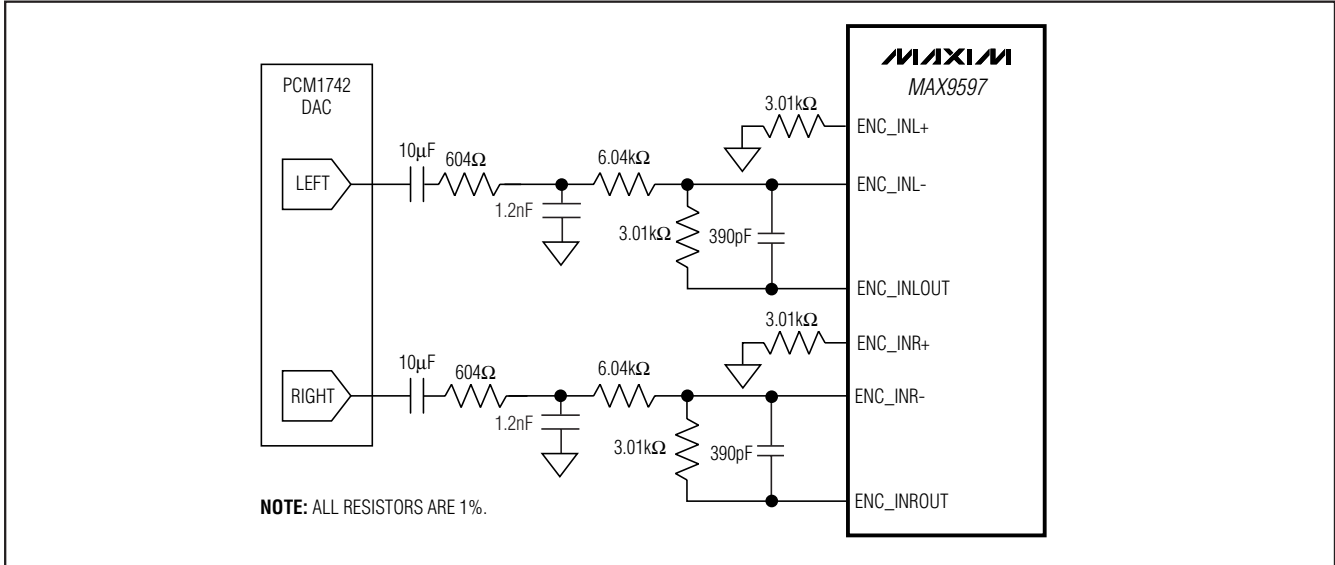 MAXIM
MAX9597
PCM1742
DAC
3.01kΩ
ENC_INL+
10μF
604Ω
6.04kΩ
LEFT
ENC_INL-
1.2nF
3.01kΩ
390pF
ENC_INLOUT
3.01kΩ
ENC_INR+
10μF
604Ω
6.04kΩ
RIGHT
ENC_INR-
1.2nF
3.01kΩ
390pF
ENC_INROUT
NOTE: ALL RESISTORS ARE 1%.